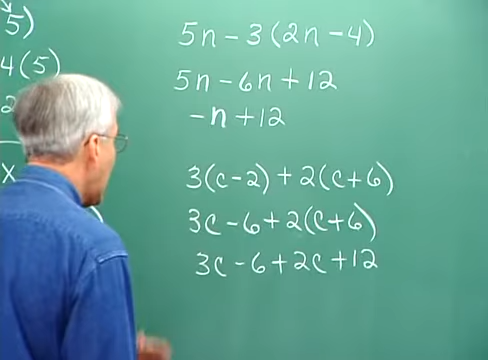 5)
4(5)
2
x
5n - 3(2n - 4)
5n - 6n + 12
-n + 12
3(c - 2) + 2(c + 6)
3c - 6 + 2(c + 6)
3c - 6 + 2c + 12